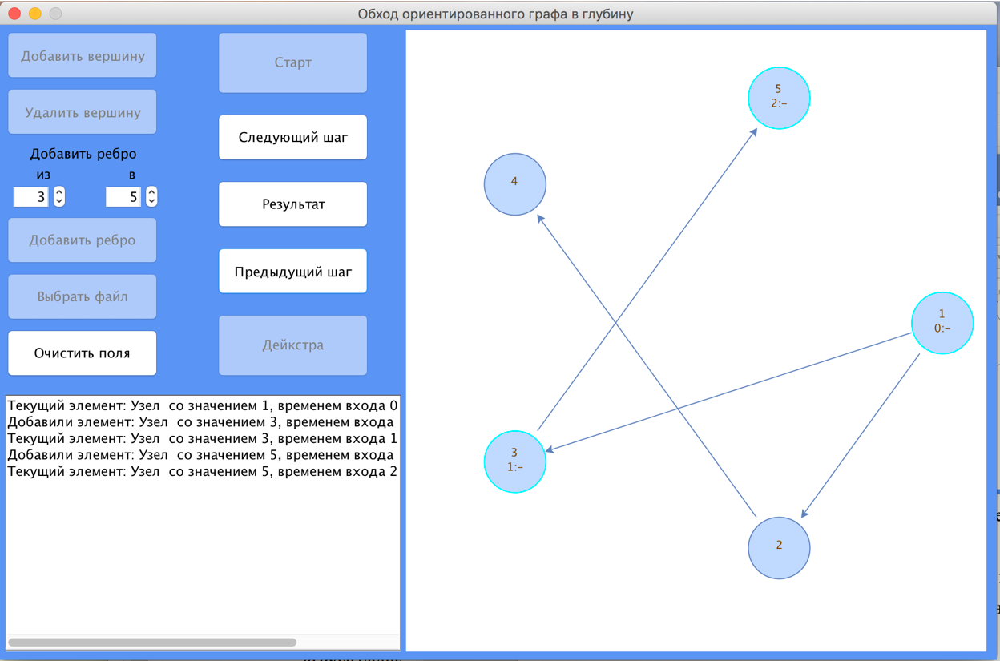 Обход ориентированного графа в глубину
Добавить вершину
Удалить вершину
Добавить ребро
из в
3 5
Добавить ребро
Выбрать файл
Очистить поля
Старт
Следующий шаг
Результат
Предыдущий шаг
Дейкстра
Текущий элемент: Узел со значением 1, временем входа 0
Добавили элемент: Узел со значением 3, временем входа
Текущий элемент: Узел со значением 3, временем входа 1
Добавили элемент: Узел со значением 5, временем входа
Текущий элемент: Узел со значением 5, временем входа 2
5
2:-
4
1
0:-
3
1:-
2